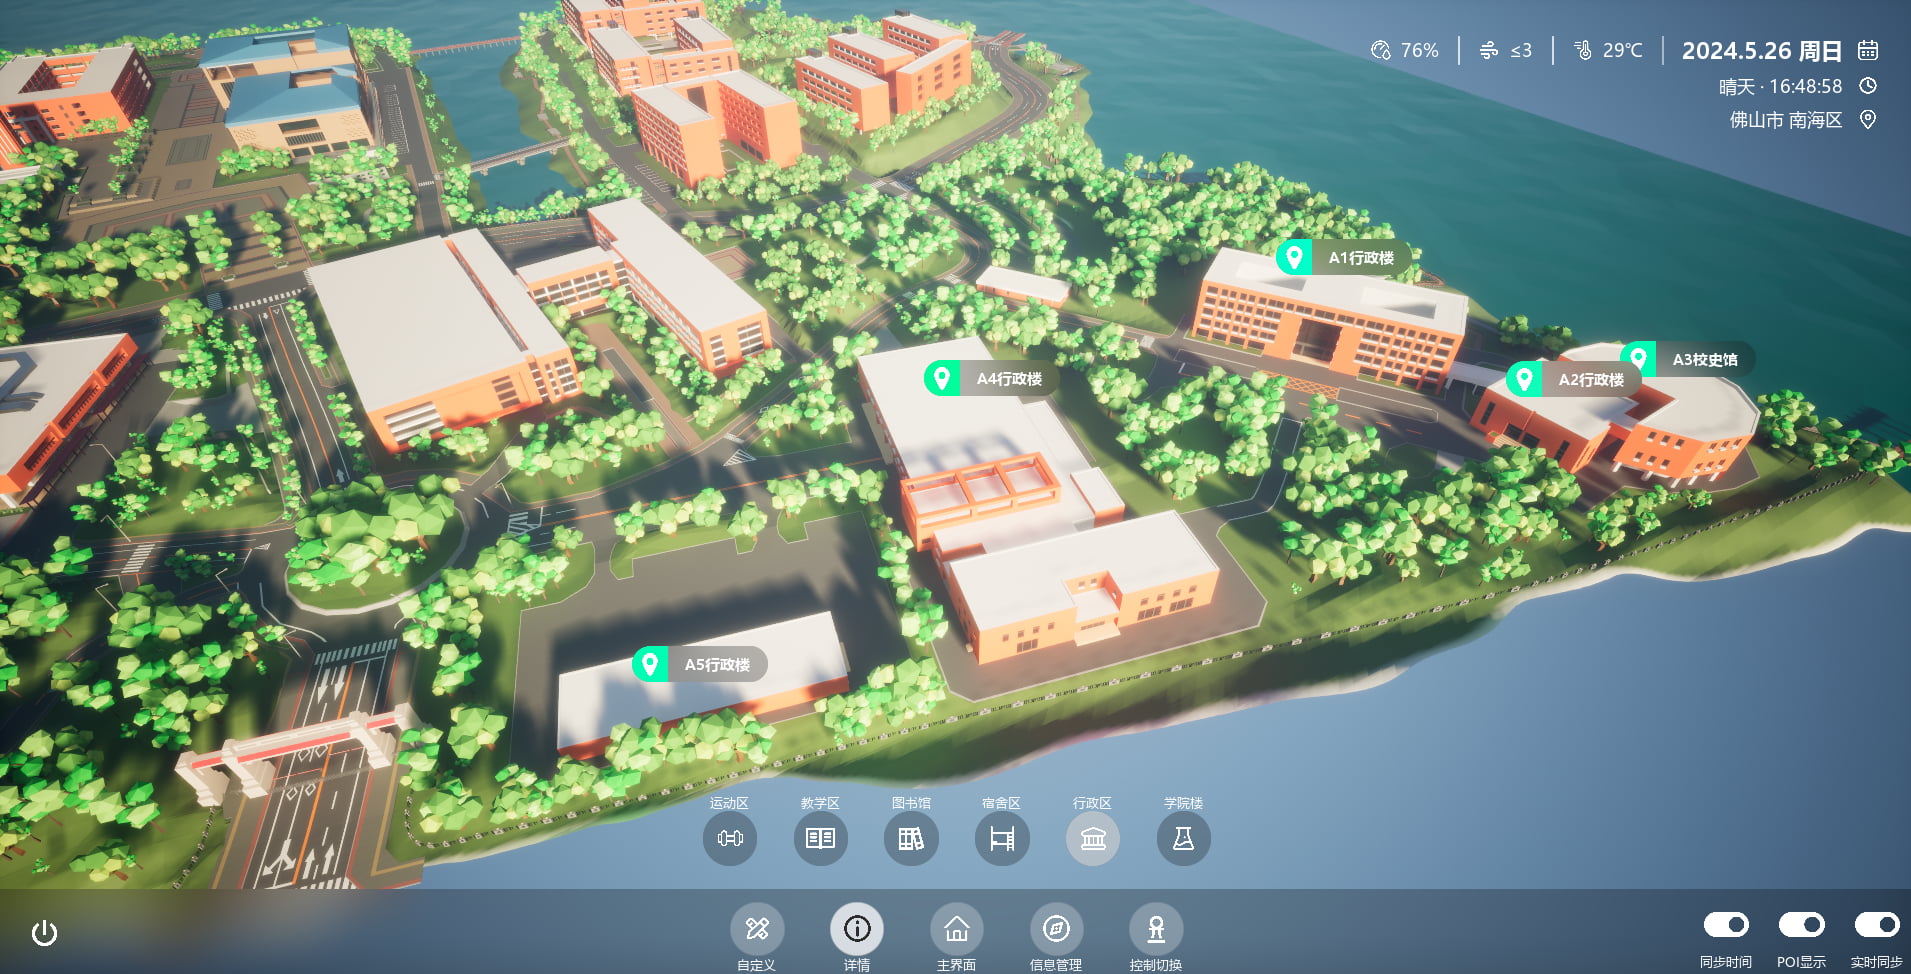 76%
≤3
29℃
2024.5.26 周日
晴天 · 16:48:58
佛山市 南海区
A1行政楼
A3校史馆
A2行政楼
A4行政楼
A5行政楼
运动区
教学区
图书馆
宿舍区
行政区
学院楼
自定义
详情
主界面
信息管理
控制切换
同步时间
POI显示
实时同步